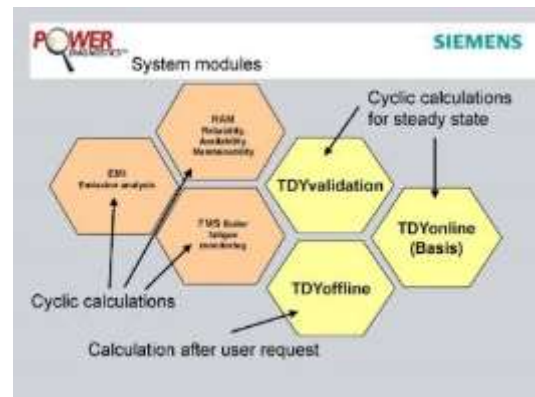 POWER
DIAGNOSTICS
SIEMENS
System modules
Cyclic calculations
for steady state
RAM
Reliability,
Availability
Maintainability
EMI
Emission analysis
TDYvalidation
TDYonline
(Basis)
TMS Boiler
fatigue
monitoring
TDYoffline
Cyclic calculations
Calculation after user request